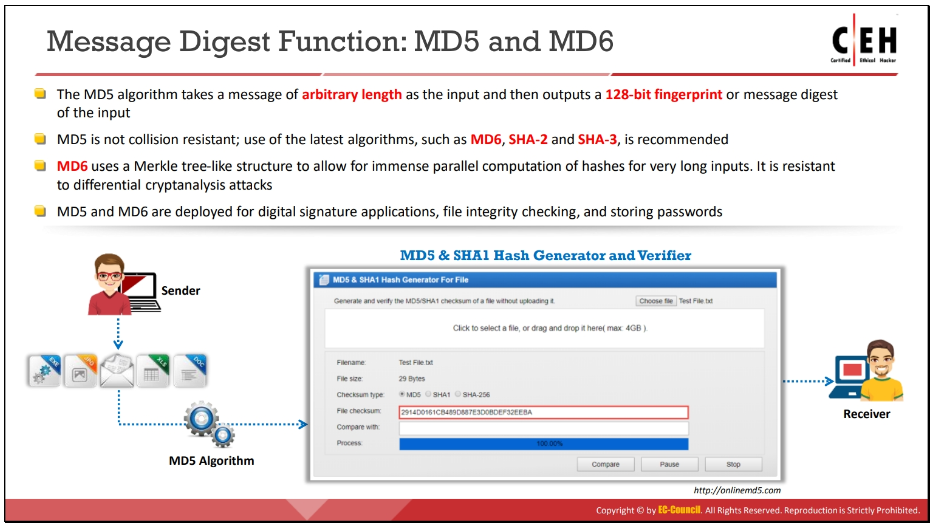 Message Digest Function: MD5 and MD6
C|EH
Certified Ethical Hacker
The MD5 algorithm takes a message of arbitrary length as the input and then outputs a 128-bit fingerprint or message digest
of the input
MD5 is not collision resistant; use of the latest algorithms, such as MD6, SHA-2 and SHA-3, is recommended
MD6 uses a Merkle tree-like structure to allow for immense parallel computation of hashes for very long inputs. It is resistant
to differential cryptanalysis attacks
MD5 and MD6 are deployed for digital signature applications, file integrity checking, and storing passwords
MD5 & SHA1 Hash Generator and Verifier
Sender
EXE
XLS
DOC
MD5 Algorithm
MD5 & SHA1 Hash Generator For File
Generate and verify the MD5/SHA1 checksum of a file without uploading it.
Choose file Test File.txt
Click to select a file, or drag and drop it here( max: 4GB ).
Filename: Test File.txt
File size: 29 Bytes
Checksum type: MD5 SHA1 SHA-256
File checksum: 2914D0161CB489D887E3D0BDEF32EEBA
Compare with:
Process: 100.00%
Compare Pause Stop
Receiver
http://onlinemd5.com
Copyright © by EC-Council. All Rights Reserved. Reproduction is Strictly Prohibited.